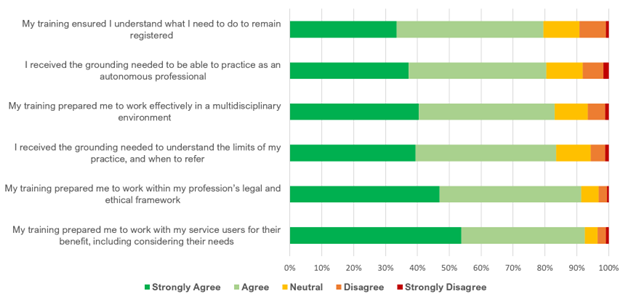 My training ensured I understand what I need to do to remain
registered
I received the grounding needed to be able to practice as an
autonomous professional
My training prepared me to work effectively in a multidisciplinary
environment
I received the grounding needed to understand the limits of my
practice, and when to refer
My training prepared me to work within my profession's legal and
ethical framework
My training prepared me to work with my service users for their
benefit, including considering their needs
0% 10% 20% 30% 40% 50% 60% 70% 80% 90% 100%
Strongly Agree Agree Neutral Disagree Strongly Disagree